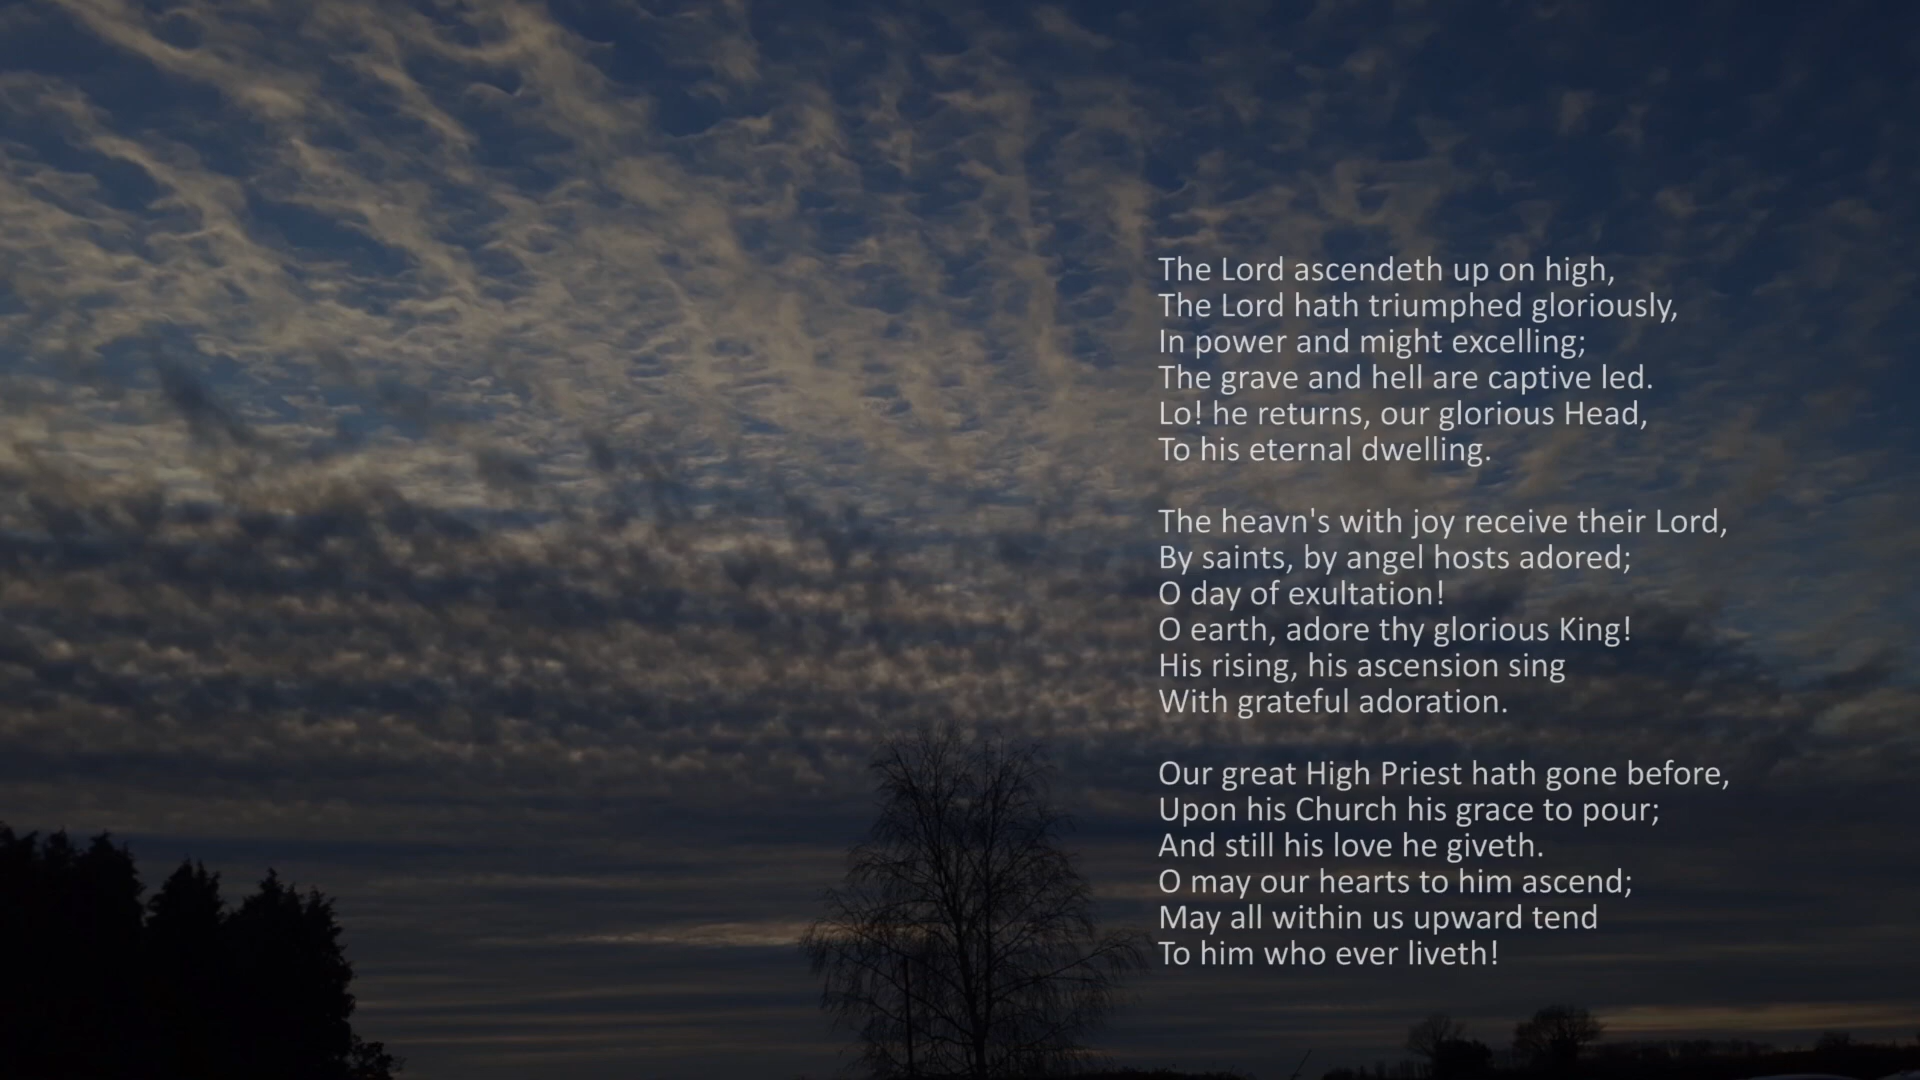 The Lord ascendeth up on high,
The Lord hath triumphed gloriously,
In power and might excelling;
The grave and hell are captive led.
Lo! he returns, our glorious Head,
To his eternal dwelling.

The heavn's with joy receive their Lord,
By saints, by angel hosts adored;
O day of exultation!
O earth, adore thy glorious King!
His rising, his ascension sing
With grateful adoration.

Our great High Priest hath gone before,
Upon his Church his grace to pour;
And still his love he giveth.
O may our hearts to him ascend;
May all within us upward tend
To him who ever liveth!